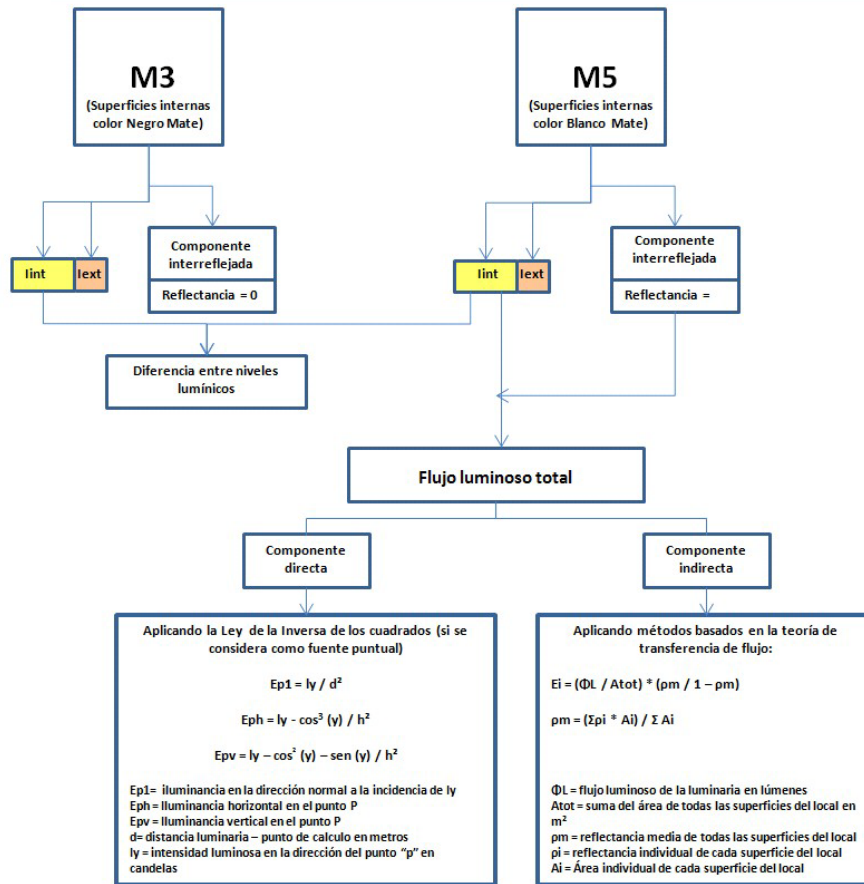 M3
(Superficies internas
color Negro Mate)
M5
(Superficies internas
color Blanco Mate)
Iint
Iext
Componente
interreflejada
Reflectancia = 0
Iint
Iext
Componente
interreflejada
Reflectancia =
Diferencia entre niveles
lumínicos
Flujo luminoso total
Componente
directa
Componente
indirecta
Aplicando la Ley de la Inversa de los cuadrados (si se
considera como fuente puntual)
Ep1 = ly / d²
Eph = ly - cos³ (y) / h²
Epv = ly – cos² (y) – sen (y) / h²
Ep1= iluminancia en la dirección normal a la incidencia de ly
Eph = Iluminancia horizontal en el punto P
Epv = Iluminancia vertical en el punto P
d= distancia luminaria – punto de calculo en metros
ly = intensidad luminosa en la dirección del punto “p” en
candelas
Aplicando métodos basados en la teoría de
transferencia de flujo:
Ei = (ΦL / Atot) * (ρm / 1 – ρm)
ρm = (Σρi * Ai) / Σ Ai
ΦL = flujo luminoso de la luminaria en lúmenes
Atot = suma del área de todas las superficies del local en
m²
ρm = reflectancia media de todas las superficies del local
ρi = reflectancia individual de cada superficie del local
Ai = Área individual de cada superficie del local